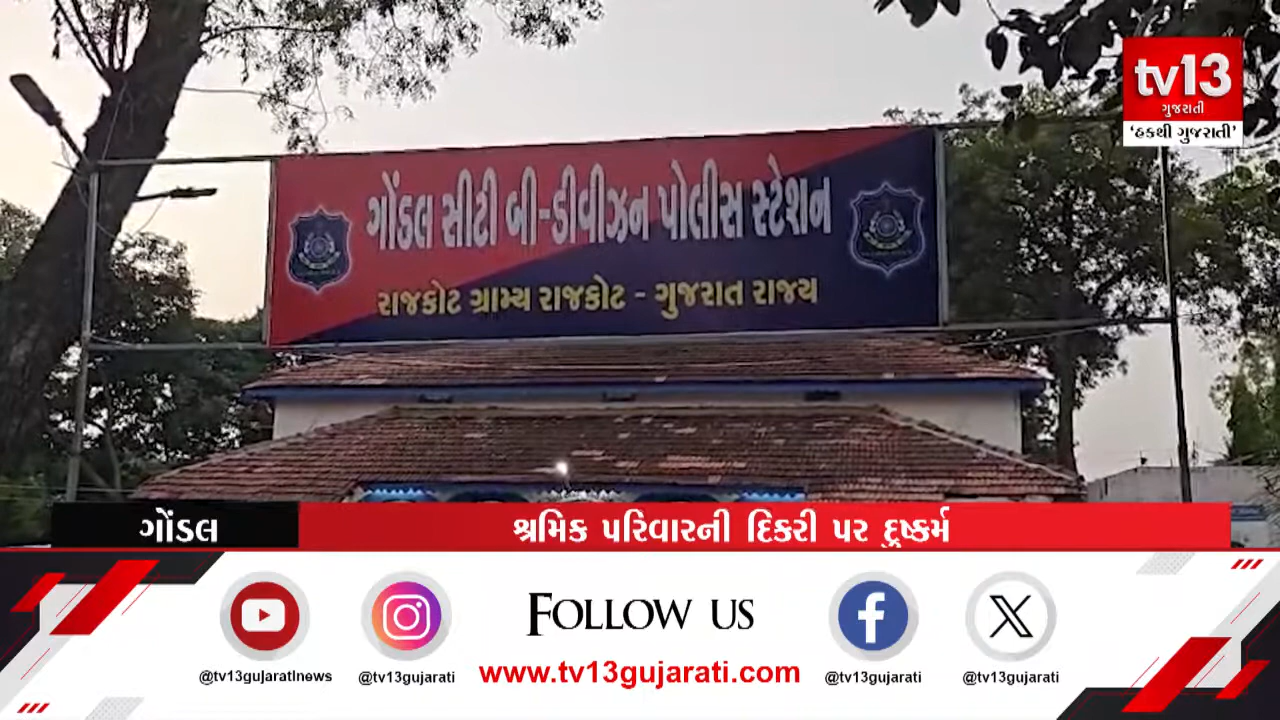 tv13
ગુજરાતી
‘હકથી ગુજરાતી’
ગોંડલ સીટી બી-ડીવીઝન પોલીસ સ્ટેશન
રાજકોટ ગ્રામ્ય રાજકોટ - ગુજરાત રાજ્ય
ગોંડલ
શ્રમિક પરિવારની દિકરી પર દુષ્કર્મ
FOLLOW US
www.tv13gujarati.com
@tv13gujaratinews
@tv13gujarati
@tv13gujarati
@tv13gujarati